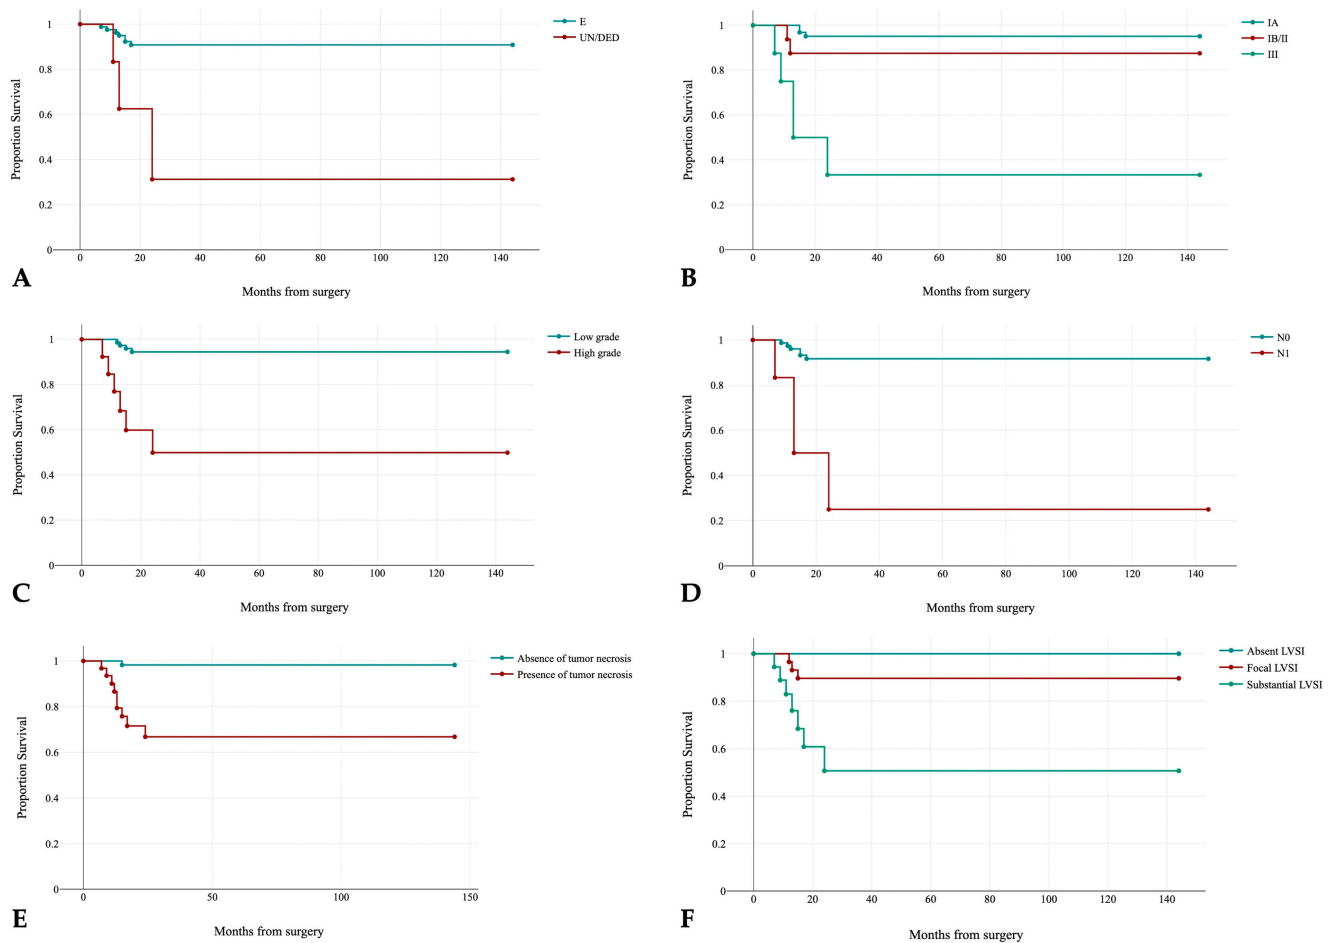 E
UN/DED
Proportion Survival
1
0.8
0.6
0.4
0.2
0
0 20 40 60 80 100 120 140
Months from surgery
A
IA
IB/II
III
Proportion Survival
1
0.8
0.6
0.4
0.2
0
0 20 40 60 80 100 120 140
Months from surgery
B
Low grade
High grade
Proportion Survival
1
0.8
0.6
0.4
0.2
0
0 20 40 60 80 100 120 140
Months from surgery
C
N0
N1
Proportion Survival
1
0.8
0.6
0.4
0.2
0
0 20 40 60 80 100 120 140
Months from surgery
D
Absence of tumor necrosis
Presence of tumor necrosis
Proportion Survival
1
0.8
0.6
0.4
0.2
0
0 50 100 150
Months from surgery
E
Absent LVSI
Focal LVSI
Substantial LVSI
Proportion Survival
1
0.8
0.6
0.4
0.2
0
0 20 40 60 80 100 120 140
Months from surgery
F